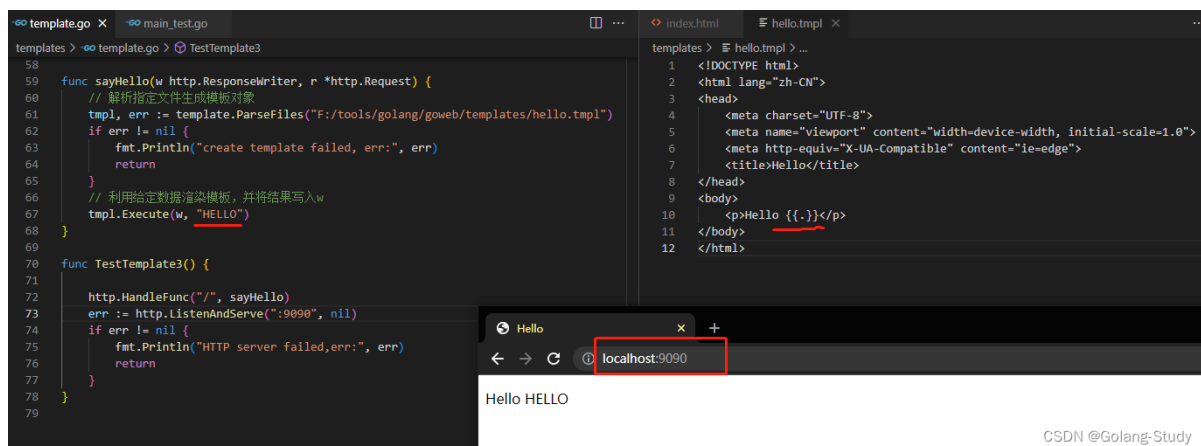 template.go
main_test.go
templates > template.go > TestTemplate3
58
59 func sayHello(w http.ResponseWriter, r *http.Request) {
60     // 解析指定文件生成模板对象
61     tmpl, err := template.ParseFiles("F:/tools/golang/goweb/templates/hello.tmpl")
62     if err != nil {
63         fmt.Println("create template failed, err:", err)
64         return
65     }
66     // 利用给定数据渲染模板，并将结果写入w
67     tmpl.Execute(w, "HELLO")
68 }
69
70 func TestTemplate3() {
71
72     http.HandleFunc("/", sayHello)
73     err := http.ListenAndServe(":9090", nil)
74     if err != nil {
75         fmt.Println("HTTP server failed,err:", err)
76         return
77     }
78 }
79
index.html
hello.tmpl
templates > hello.tmpl > ...
1 <!DOCTYPE html>
2 <html lang="zh-CN">
3 <head>
4     <meta charset="UTF-8">
5     <meta name="viewport" content="width=device-width, initial-scale=1.0">
6     <meta http-equiv="X-UA-Compatible" content="ie=edge">
7     <title>Hello</title>
8 </head>
9 <body>
10     <p>Hello {{.}}</p>
11 </body>
12 </html>
Hello
localhost:9090
Hello HELLO
CSDN @Golang-Study